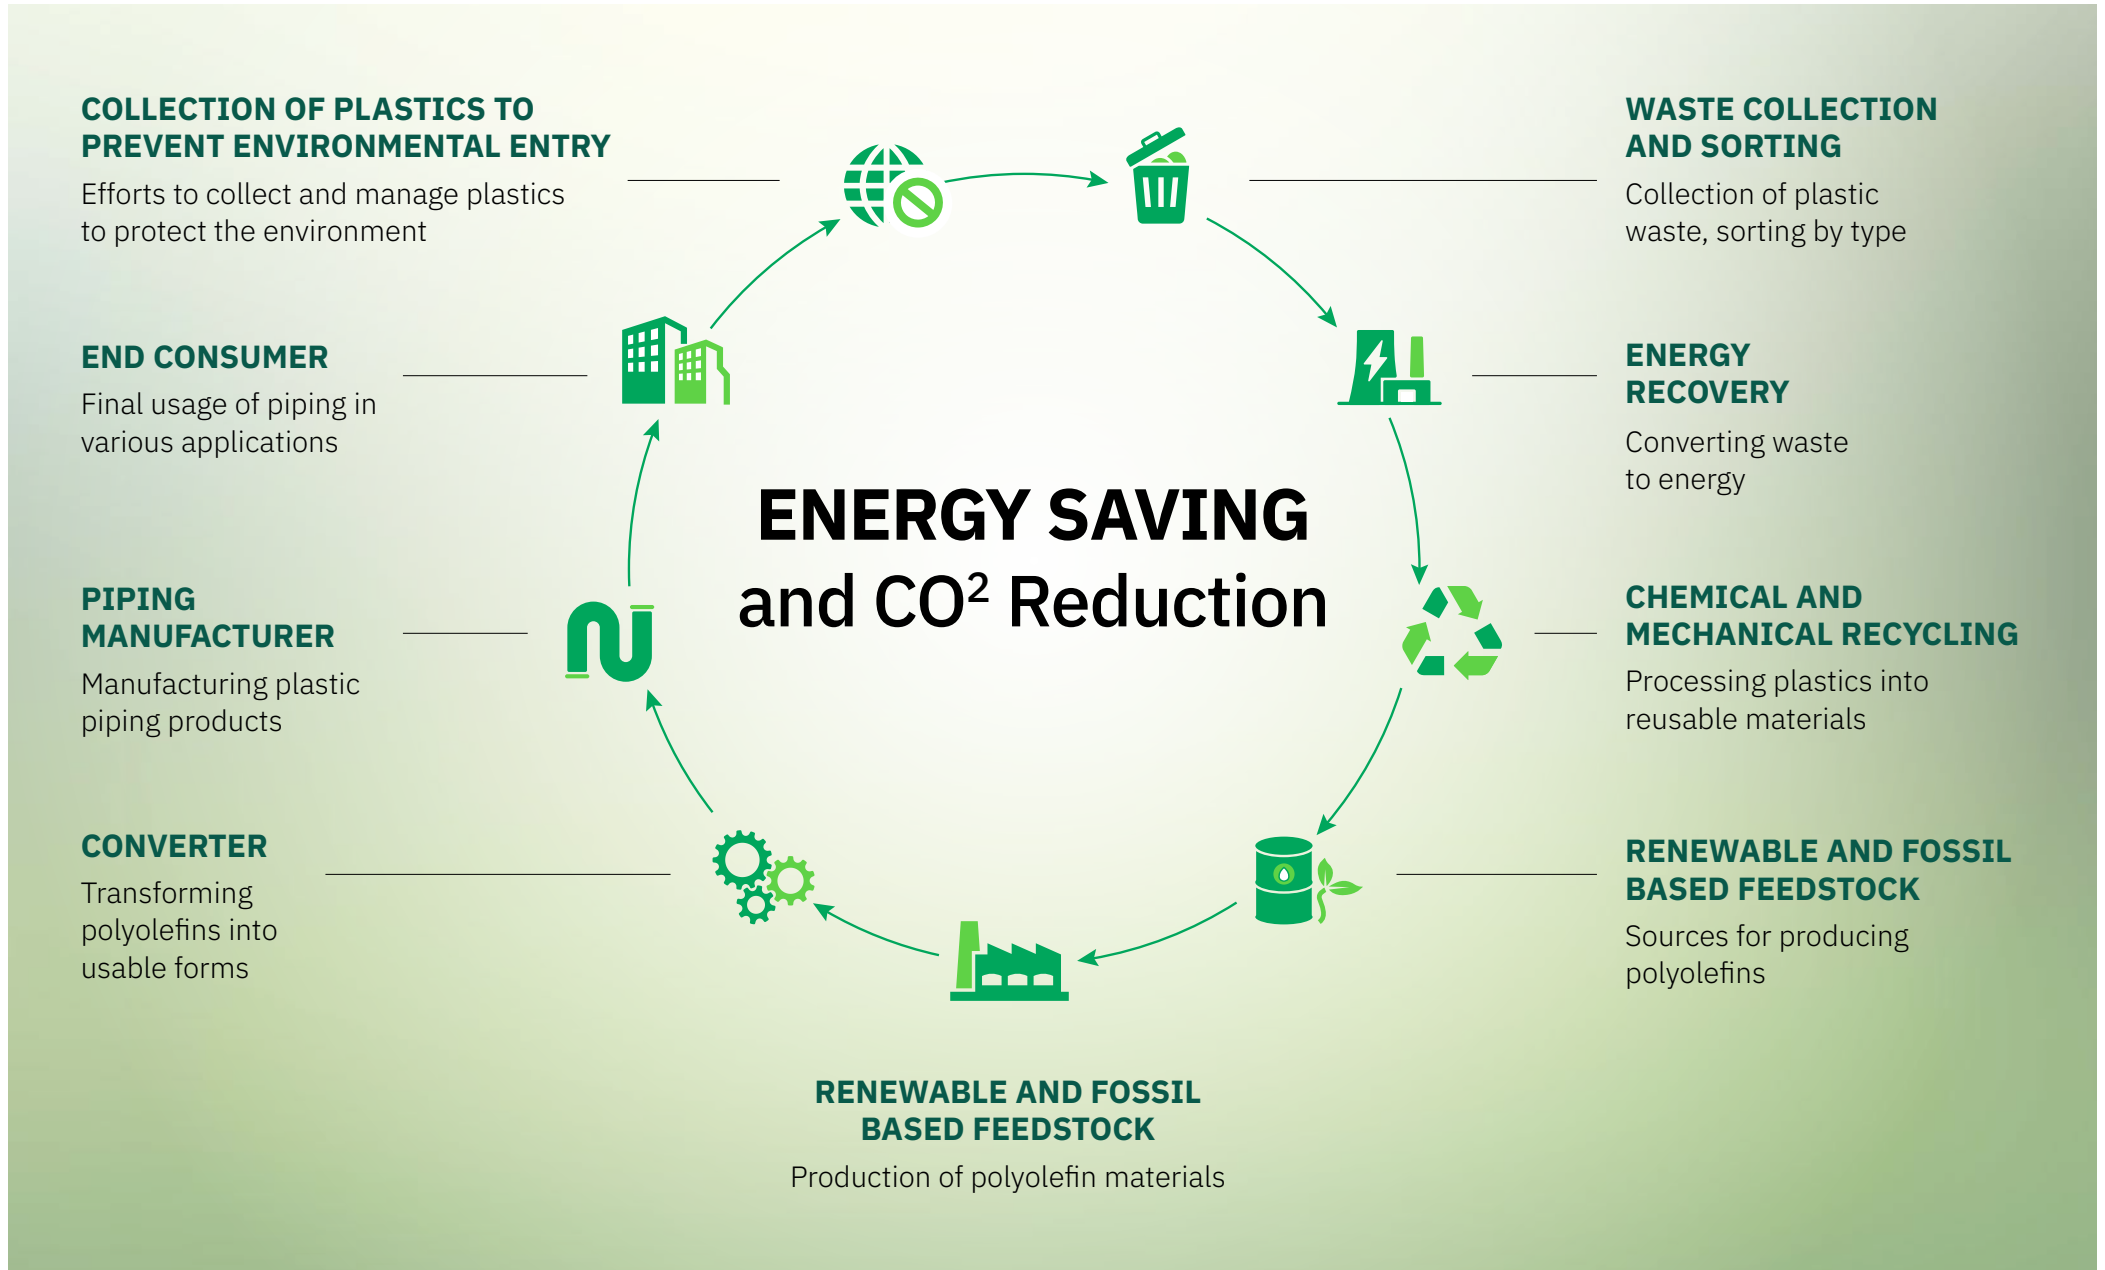 COLLECTION OF PLASTICS TO
PREVENT ENVIRONMENTAL ENTRY
Efforts to collect and manage plastics
to protect the environment
WASTE COLLECTION
AND SORTING
Collection of plastic
waste, sorting by type
END CONSUMER
Final usage of piping in
various applications
ENERGY
RECOVERY
Converting waste
to energy
ENERGY SAVING
and CO² Reduction
PIPING
MANUFACTURER
Manufacturing plastic
piping products
CHEMICAL AND
MECHANICAL RECYCLING
Processing plastics into
reusable materials
CONVERTER
Transforming
polyolefins into
usable forms
RENEWABLE AND FOSSIL
BASED FEEDSTOCK
Sources for producing
polyolefins
RENEWABLE AND FOSSIL
BASED FEEDSTOCK
Production of polyolefin materials